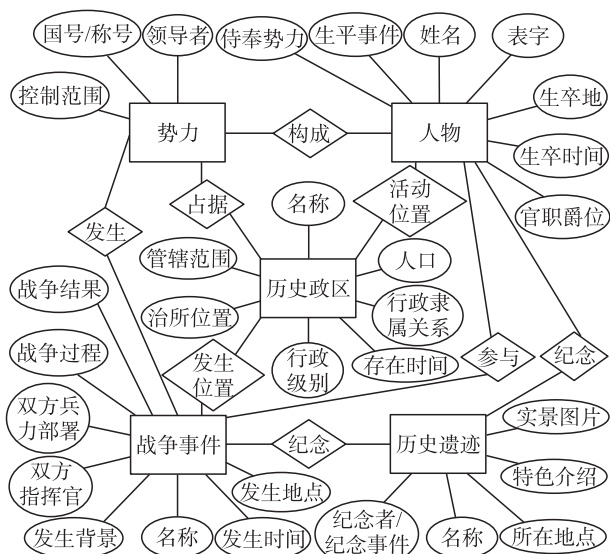 国号/称号
领导者
侍奉势力
生平事件
姓名
表字
控制范围
生卒地
势力
构成
人物
生卒时间
占据
名称
活动
位置
官职爵位
发生
管辖范围
人口
历史政区
战争结果
治所位置
行政隶
属关系
战争过程
发生
位置
行政
级别
存在时间
参与
纪念
双方兵
力部署
实景图片
战争事件
纪念
历史遗迹
双方
指挥官
发生地点
特色介绍
发生背景
名称
发生时间
纪念者/
纪念事件
名称
所在地点